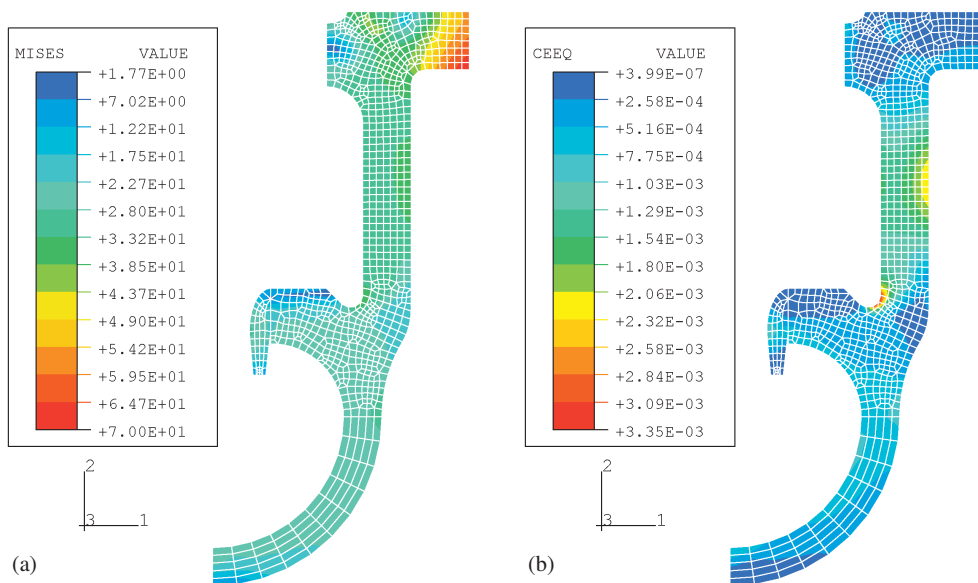 MISES VALUE
+1.77E+00
+7.02E+00
+1.22E+01
+1.75E+01
+2.27E+01
+2.80E+01
+3.32E+01
+3.85E+01
+4.37E+01
+4.90E+01
+5.42E+01
+5.95E+01
+6.47E+01
+7.00E+01
2
3 1
(a)
CEEQ VALUE
+3.99E-07
+2.58E-04
+5.16E-04
+7.75E-04
+1.03E-03
+1.29E-03
+1.54E-03
+1.80E-03
+2.06E-03
+2.32E-03
+2.58E-03
+2.84E-03
+3.09E-03
+3.35E-03
2
3 1
(b)